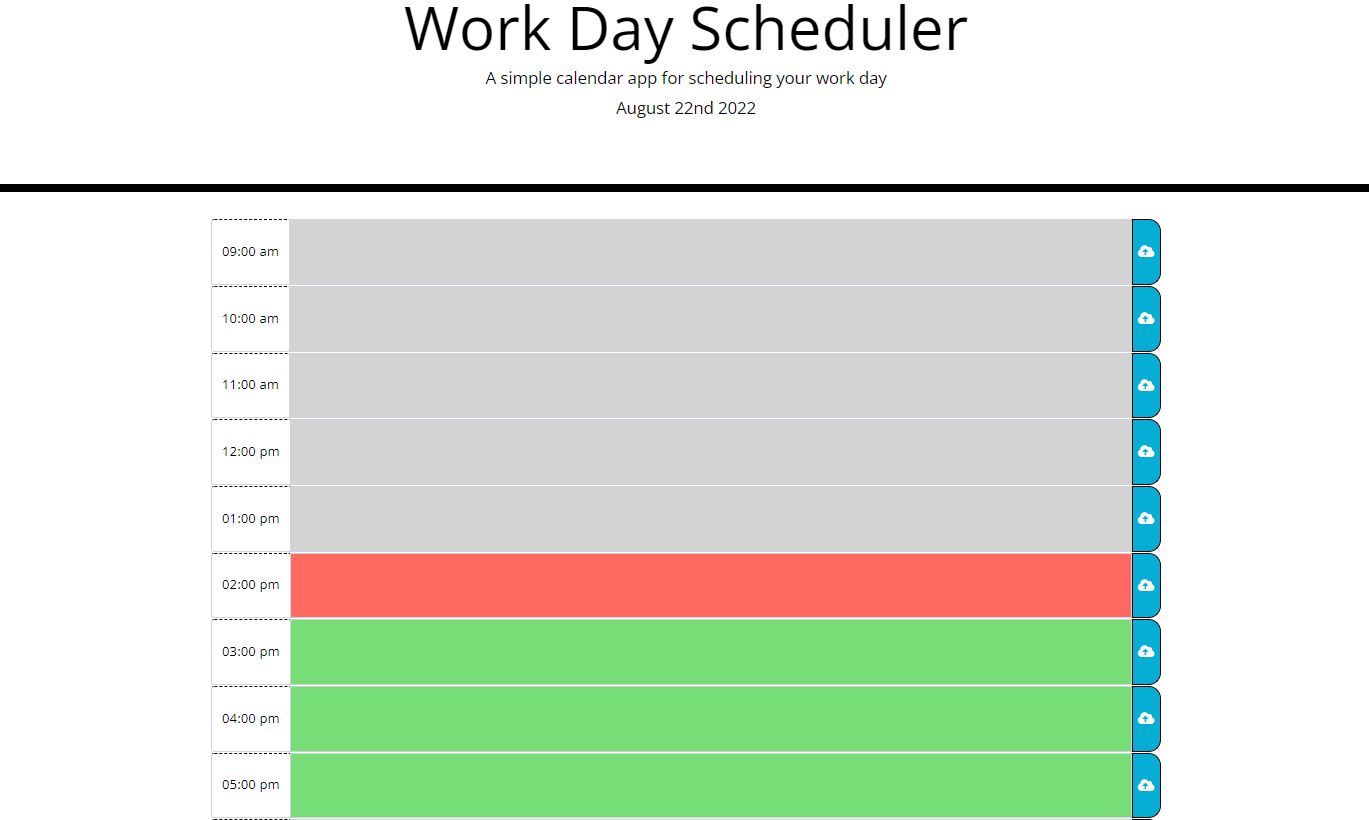 Work Day Scheduler
A simple calendar app for scheduling your work day
August 22nd 2022
09:00 am
10:00 am
11:00 am
12:00 pm
01:00 pm
02:00 pm
03:00 pm
04:00 pm
05:00 pm